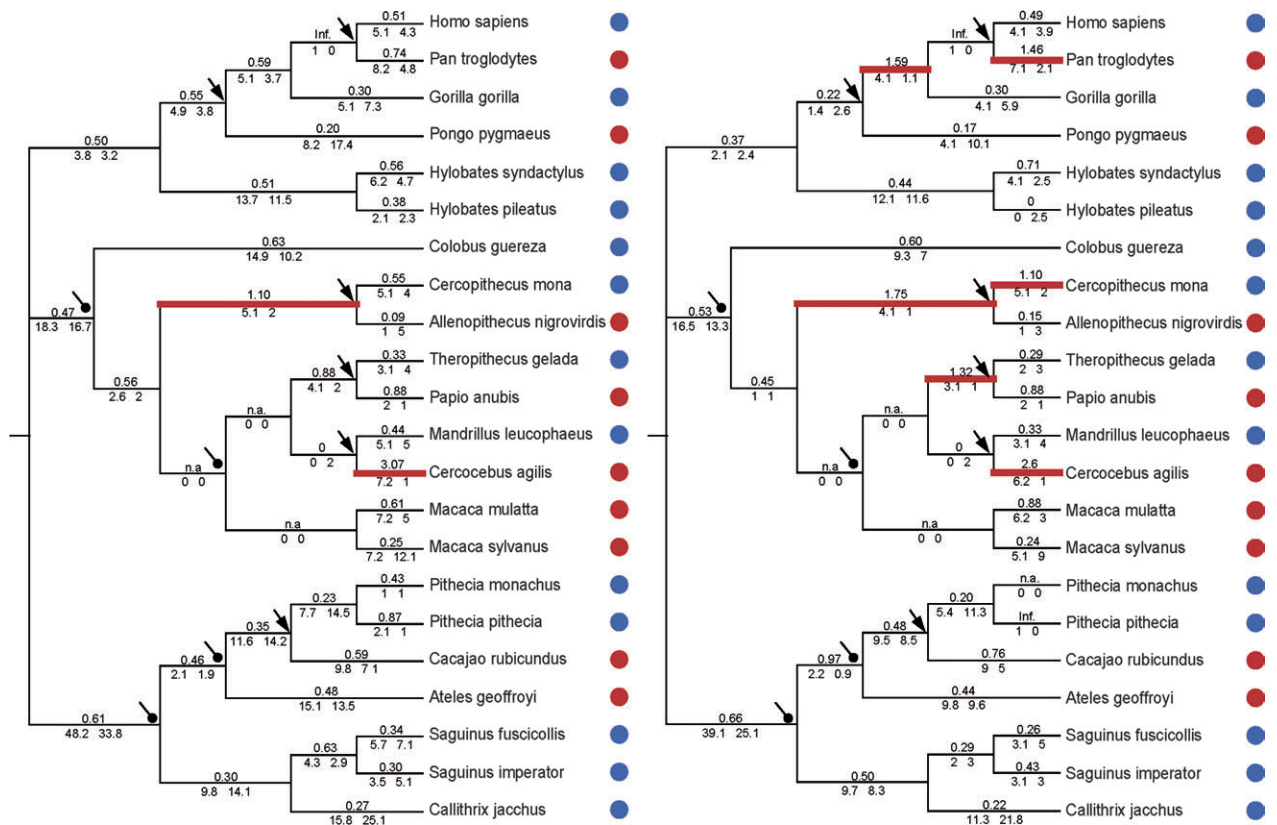 0.51 Homo sapiens
Inf. 5.1 4.3
1 0 0.74 Pan troglodytes
0.59 8.2 4.8
5.1 3.7
0.55 0.30 Gorilla gorilla
4.9 3.8 5.1 7.3
0.20 Pongo pygmaeus
0.50 8.2 17.4
3.8 3.2
0.56 Hylobates syndactylus
0.51 6.2 4.7
13.7 11.5 0.38 Hylobates pileatus
2.1 2.3
0.63 Colobus guereza
14.9 10.2
0.55 Cercopithecus mona
1.10 5.1 4
5.1 2
0.47 0.09 Allenopithecus nigrovirdis
18.3 16.7 1 5
0.33 Theropithecus gelada
0.88 3.1 4
0.56 4.1 2
2.6 2 0.88 Papio anubis
n.a. 2 1
0 0
0.44 Mandrillus leucophaeus
0 5.1 5
0 2
n.a 3.07 Cercocebus agilis
0 0 7.2 1
0.61 Macaca mulatta
n.a 7.2 5
0 0
0.25 Macaca sylvanus
7.2 12.1
0.43 Pithecia monachus
0.23 1 1
7.7 14.5
0.35 0.87 Pithecia pithecia
11.6 14.2 2.1 1
0.46 0.59 Cacajao rubicundus
2.1 1.9 9.8 7.1
0.48 Ateles geoffroyi
0.61 15.1 13.5
48.2 33.8
0.34 Saguinus fuscicollis
0.63 5.7 7.1
4.3 2.9
0.30 0.30 Saguinus imperator
9.8 14.1 3.5 5.1
0.27 Callithrix jacchus
15.8 25.1
0.49 Homo sapiens
Inf. 4.1 3.9
1 0 1.46 Pan troglodytes
1.59 7.1 2.1
4.1 1.1
0.22 0.30 Gorilla gorilla
1.4 2.6 4.1 5.9
0.17 Pongo pygmaeus
0.37 4.1 10.1
2.1 2.4
0.71 Hylobates syndactylus
0.44 4.1 2.5
12.1 11.6 0 Hylobates pileatus
0 2.5
0.60 Colobus guereza
9.3 7
1.10 Cercopithecus mona
1.75 5.1 2
4.1 1
0.53 0.15 Allenopithecus nigrovirdis
16.5 13.3 1 3
0.29 Theropithecus gelada
1.32 2 3
0.45 3.1 1
1 1 0.88 Papio anubis
n.a. 2 1
0 0
0.33 Mandrillus leucophaeus
0 3.1 4
0 2
n.a 2.6 Cercocebus agilis
0 0 6.2 1
0.88 Macaca mulatta
n.a 6.2 3
0 0
0.24 Macaca sylvanus
5.1 9
n.a. Pithecia monachus
0.20 0 0
5.4 11.3
0.48 Inf. Pithecia pithecia
9.5 8.5 1 0
0.97 0.76 Cacajao rubicundus
2.2 0.9 9 5
0.44 Ateles geoffroyi
0.66 9.8 9.6
39.1 25.1
0.26 Saguinus fuscicollis
0.29 3.1 5
2 3
0.50 0.43 Saguinus imperator
9.7 8.3 3.1 3
0.22 Callithrix jacchus
11.3 21.8